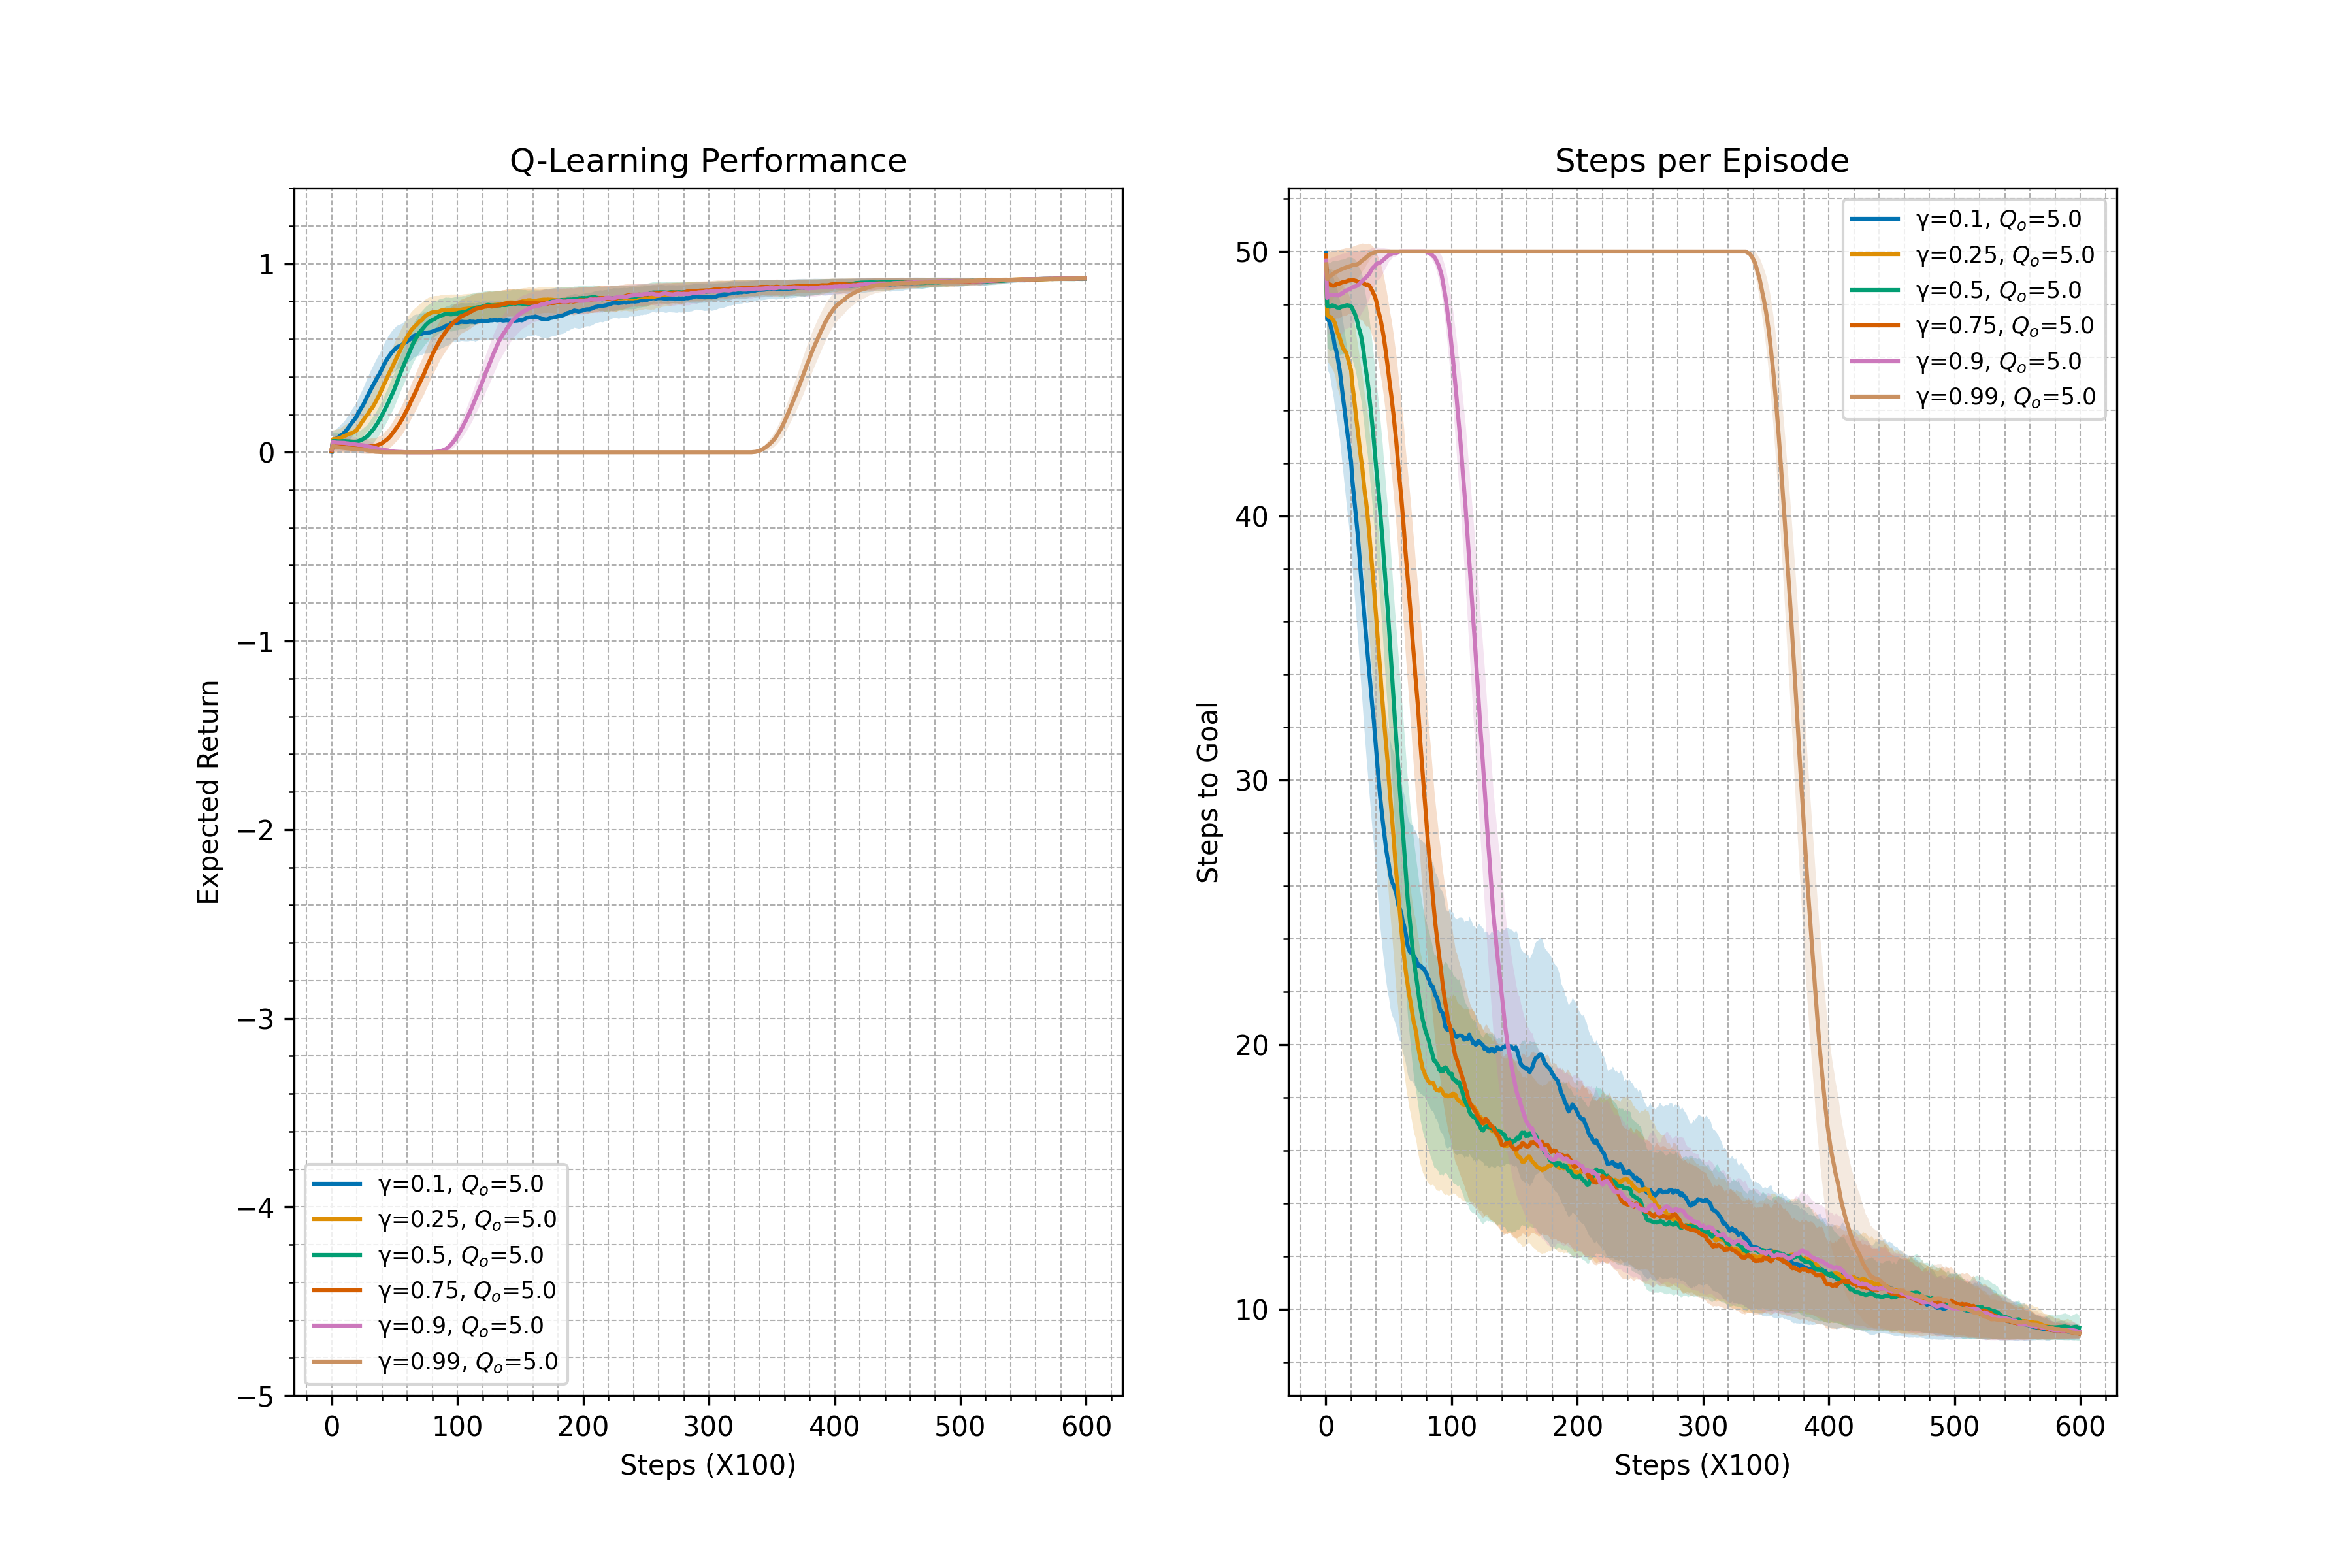 Q-Learning Performance
1
0
−1
−2
−3
−4
−5
Expected Return
γ=0.1, Qₒ=5.0
γ=0.25, Qₒ=5.0
γ=0.5, Qₒ=5.0
γ=0.75, Qₒ=5.0
γ=0.9, Qₒ=5.0
γ=0.99, Qₒ=5.0
0 100 200 300 400 500 600
Steps (X100)
Steps per Episode
50
40
30
20
10
Steps to Goal
γ=0.1, Qₒ=5.0
γ=0.25, Qₒ=5.0
γ=0.5, Qₒ=5.0
γ=0.75, Qₒ=5.0
γ=0.9, Qₒ=5.0
γ=0.99, Qₒ=5.0
0 100 200 300 400 500 600
Steps (X100)